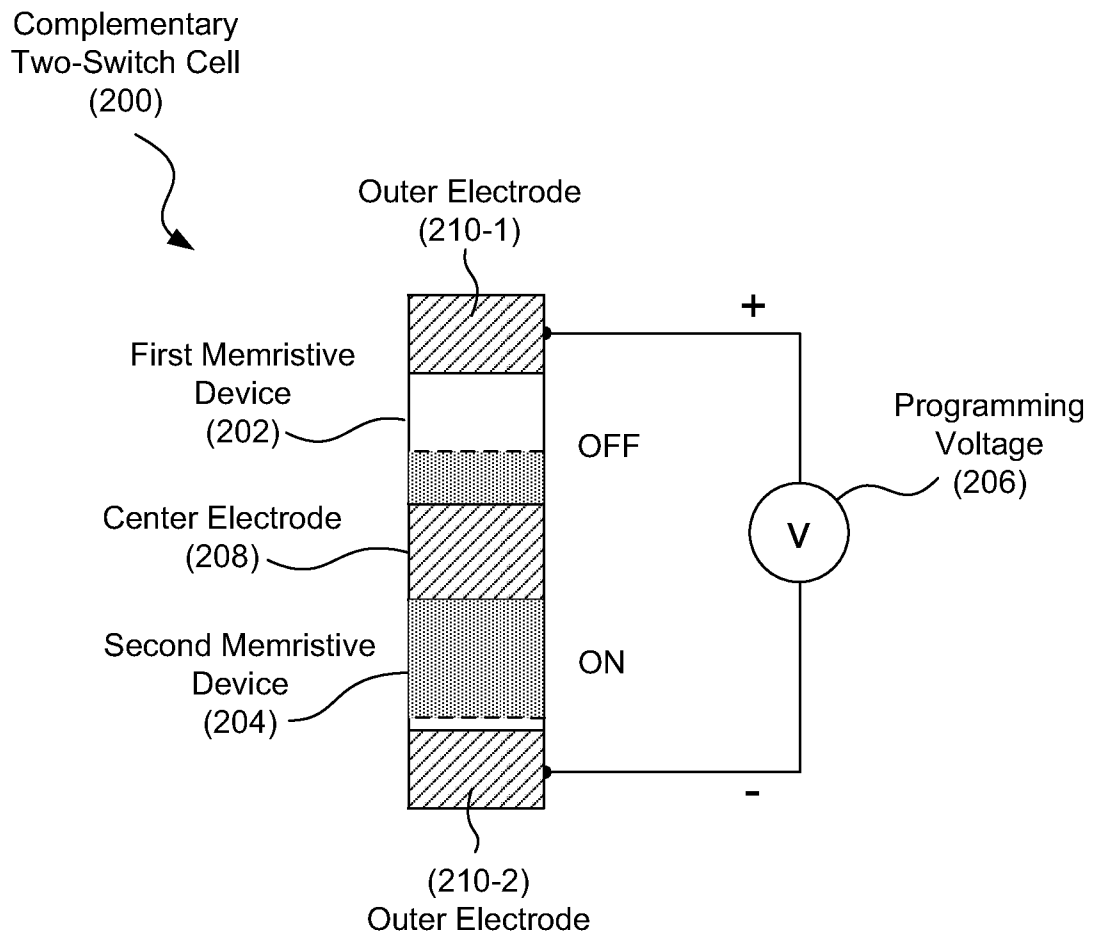 Complementary
Two-Switch Cell
(200)
Outer Electrode
(210-1)
+
First Memristive
Device
(202)
OFF
Programming
Voltage
(206)
Center Electrode
(208)
V
Second Memristive
Device
(204)
ON
-
(210-2)
Outer Electrode